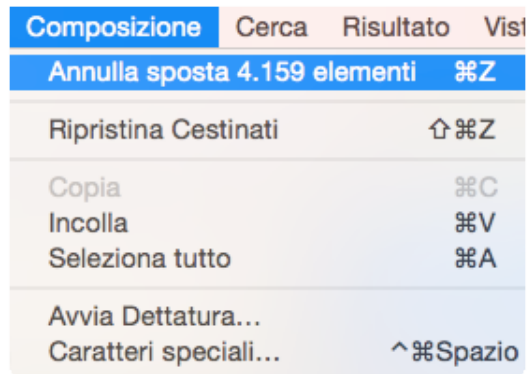 Composizione Cerca Risultato Vist
Annulla sposta 4.159 elementi ⌘Z
Ripristina Cestinati ⇧⌘Z
Copia ⌘C
Incolla ⌘V
Seleziona tutto ⌘A
Avvia Dettatura...
Caratteri speciali... ^⌘Spazio